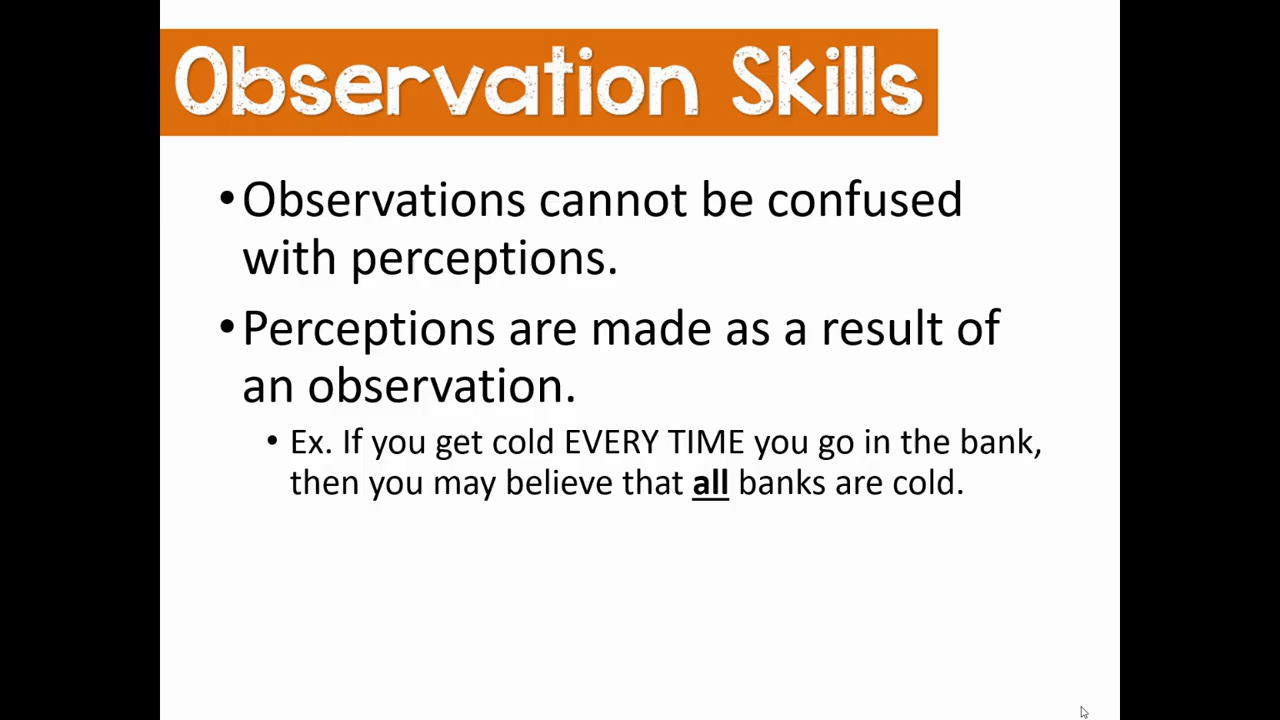 Observation Skills
•Observations cannot be confused
with perceptions.
•Perceptions are made as a result of
an observation.
• Ex. If you get cold EVERY TIME you go in the bank,
then you may believe that all banks are cold.